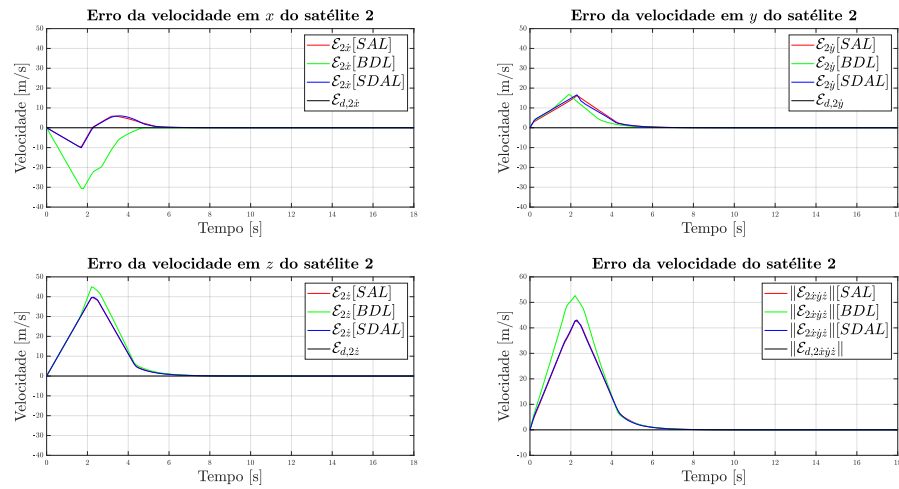 Erro da velocidade em x do satélite 2
50
40
30
20
10
0
-10
-20
-30
-40
Velocidade [m/s]
0 2 4 6 8 10 12 14 16 18
Tempo [s]
ℰ₂ẋ[SAL]
ℰ₂ẋ[BDL]
ℰ₂ẋ[SDAL]
ℰd,₂ẋ
Erro da velocidade em y do satélite 2
50
40
30
20
10
0
-10
-20
-30
-40
Velocidade [m/s]
0 2 4 6 8 10 12 14 16 18
Tempo [s]
ℰ₂ẏ[SAL]
ℰ₂ẏ[BDL]
ℰ₂ẏ[SDAL]
ℰd,₂ẏ
Erro da velocidade em z do satélite 2
50
40
30
20
10
0
-10
-20
-30
-40
Velocidade [m/s]
0 2 4 6 8 10 12 14 16 18
Tempo [s]
ℰ₂ż[SAL]
ℰ₂ż[BDL]
ℰ₂ż[SDAL]
ℰd,₂ż
Erro da velocidade do satélite 2
60
50
40
30
20
10
0
-10
Velocidade [m/s]
0 2 4 6 8 10 12 14 16 18
Tempo [s]
‖ℰ₂ẋẏż‖[SAL]
‖ℰ₂ẋẏż‖[BDL]
‖ℰ₂ẋẏż‖[SDAL]
‖ℰd,₂ẋẏż‖